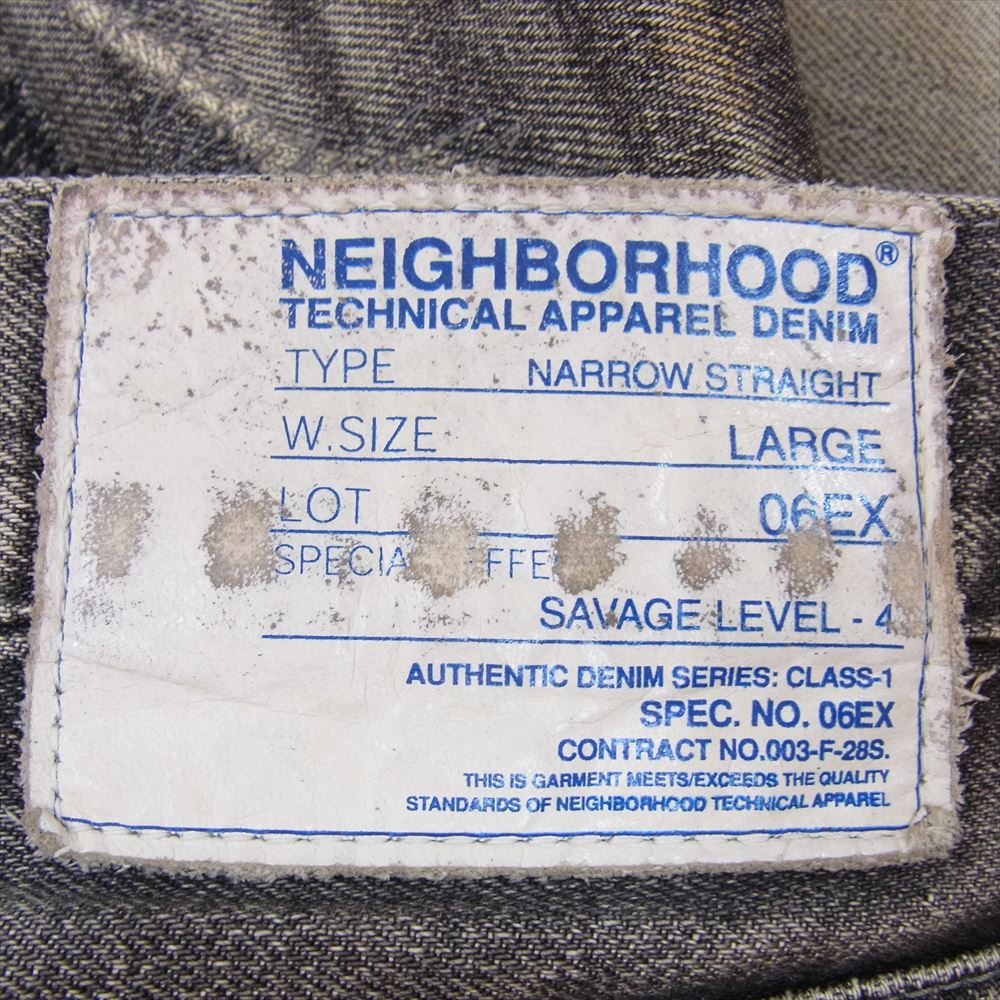 NEIGHBORHOOD®
TECHNICAL APPAREL DENIM
TYPE NARROW STRAIGHT
W.SIZE LARGE
LOT 06EX
SAVAGE LEVEL - 4
AUTHENTIC DENIM SERIES: CLASS-1
SPEC. NO. 06EX
CONTRACT NO.003-F-28S.
THIS IS GARMENT MEETS/EXCEEDS THE QUALITY
STANDARDS OF NEIGHBORHOOD TECHNICAL APPAREL